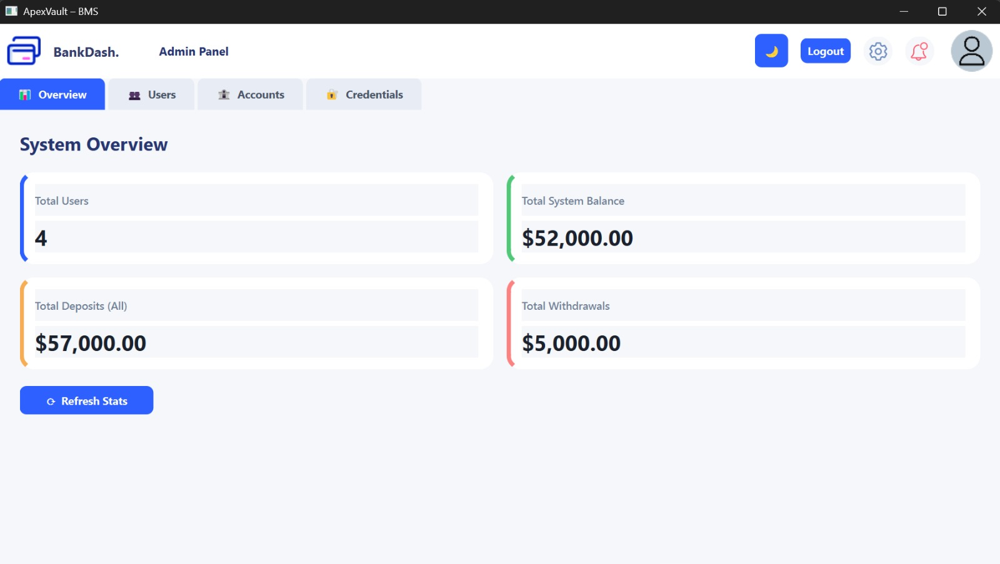 ApexVault – BMS
BankDash. Admin Panel Logout
Overview Users Accounts Credentials
System Overview
Total Users
4
Total System Balance
$52,000.00
Total Deposits (All)
$57,000.00
Total Withdrawals
$5,000.00
⟳ Refresh Stats